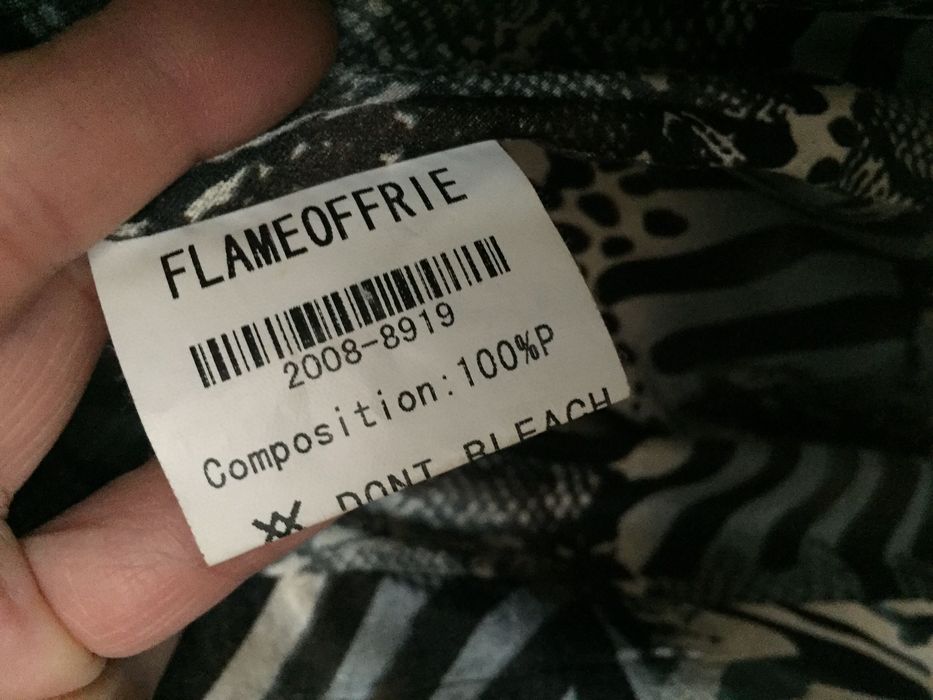 FLAMEOFFRIE
2008-8919
Composition:100%P
DONT BLEACH